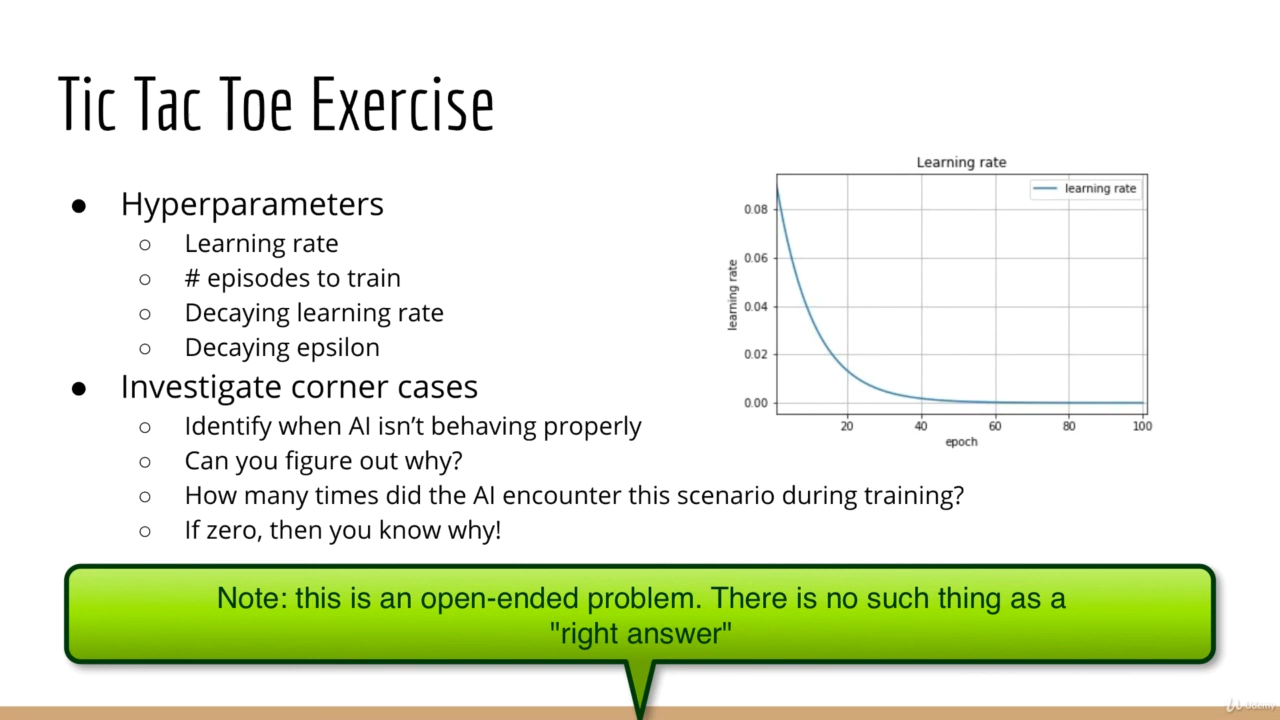 Tic Tac Toe Exercise
● Hyperparameters
○ Learning rate
○ # episodes to train
○ Decaying learning rate
○ Decaying epsilon
● Investigate corner cases
○ Identify when AI isn’t behaving properly
○ Can you figure out why?
○ How many times did the AI encounter this scenario during training?
○ If zero, then you know why!
Learning rate
learning rate
learning rate
0.08
0.06
0.04
0.02
0.00
20 40 60 80 100
epoch
Note: this is an open-ended problem. There is no such thing as a
"right answer"
Udemy